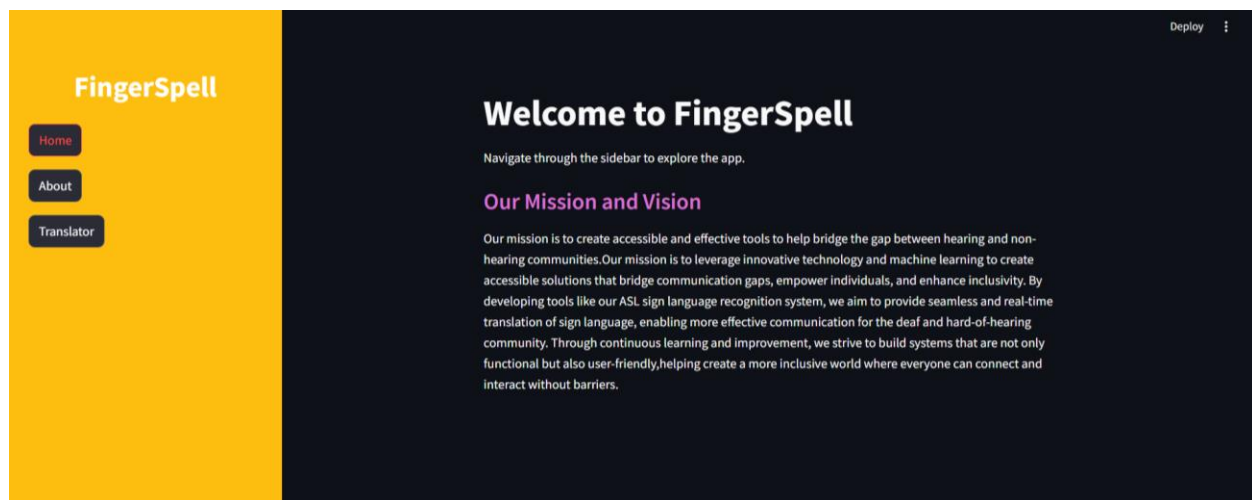 Deploy
FingerSpell
Home
About
Translator
Welcome to FingerSpell
Navigate through the sidebar to explore the app.
Our Mission and Vision
Our mission is to create accessible and effective tools to help bridge the gap between hearing and non-
hearing communities.Our mission is to leverage innovative technology and machine learning to create
accessible solutions that bridge communication gaps, empower individuals, and enhance inclusivity. By
developing tools like our ASL sign language recognition system, we aim to provide seamless and real-time
translation of sign language, enabling more effective communication for the deaf and hard-of-hearing
community. Through continuous learning and improvement, we strive to build systems that are not only
functional but also user-friendly,helping create a more inclusive world where everyone can connect and
interact without barriers.